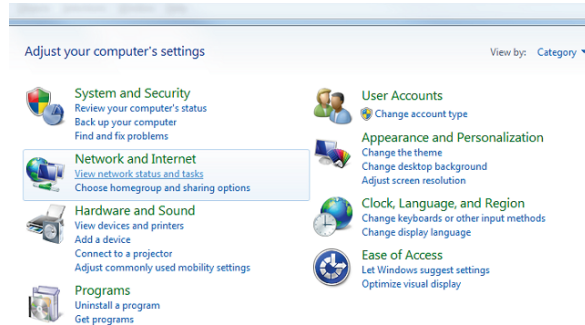 Adjust your computer's settings
View by: Category
System and Security
Review your computer's status
Back up your computer
Find and fix problems
Network and Internet
View network status and tasks
Choose homegroup and sharing options
Hardware and Sound
View devices and printers
Add a device
Connect to a projector
Adjust commonly used mobility settings
Programs
Uninstall a program
Get programs
User Accounts
Change account type
Appearance and Personalization
Change the theme
Change desktop background
Adjust screen resolution
Clock, Language, and Region
Change keyboards or other input methods
Change display language
Ease of Access
Let Windows suggest settings
Optimize visual display